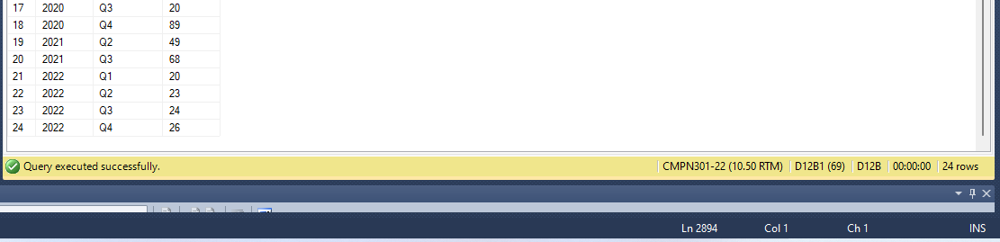 17 2020 Q3 20
18 2020 Q4 89
19 2021 Q2 49
20 2021 Q3 68
21 2022 Q1 20
22 2022 Q2 23
23 2022 Q3 24
24 2022 Q4 26
Query executed successfully. CMPN301-22 (10.50 RTM) D12B1 (69) D12B 00:00:00 24 rows
Ln 2894 Col 1 Ch 1 INS